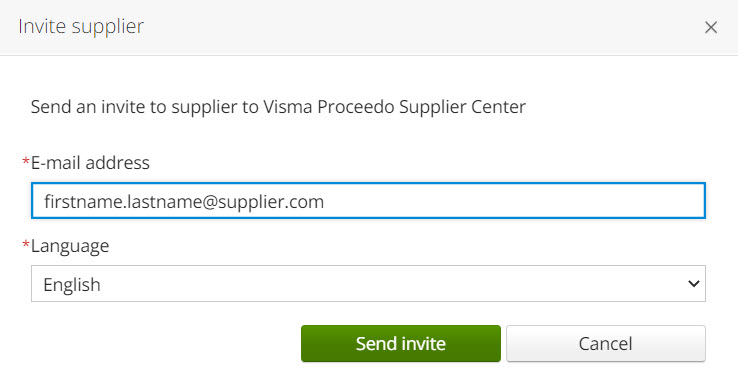 Invite supplier
Send an invite to supplier to Visma Proceedo Supplier Center
*E-mail address
firstname.lastname@supplier.com
*Language
English
Send invite Cancel